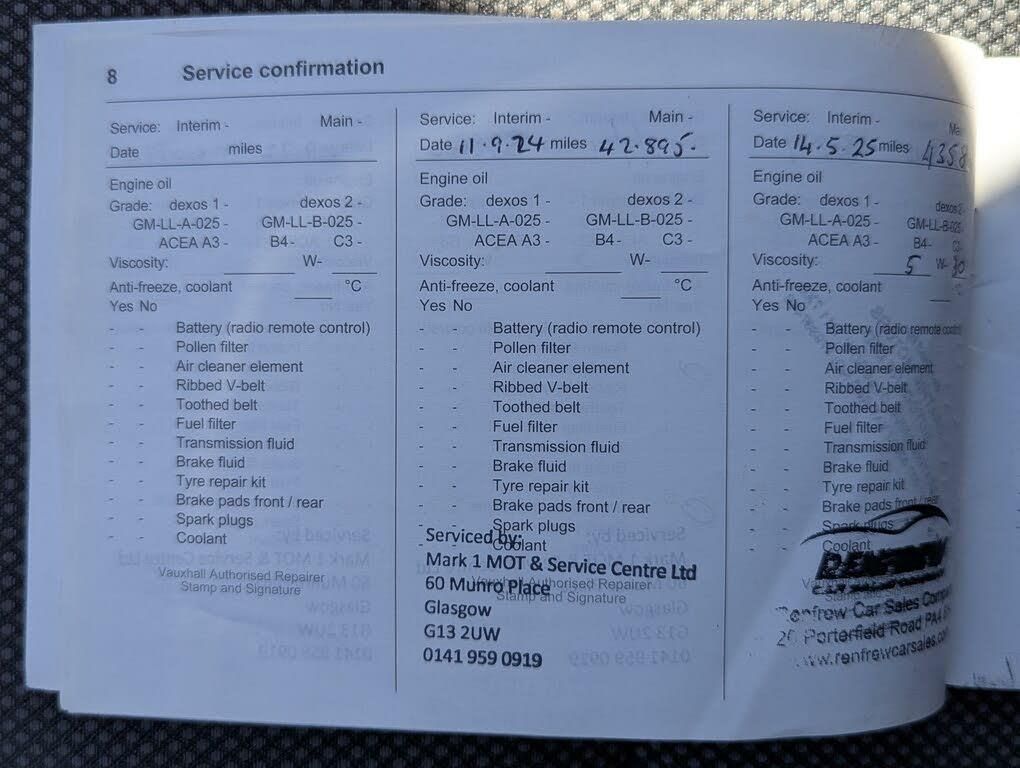 8 Service confirmation
Service: Interim - Main -
Date miles
Engine oil
Grade: dexos 1 - dexos 2 -
GM-LL-A-025 - GM-LL-B-025 -
ACEA A3 - B4- C3 -
Viscosity: W-
Anti-freeze, coolant °C
Yes No
- - Battery (radio remote control)
- - Pollen filter
- - Air cleaner element
- - Ribbed V-belt
- - Toothed belt
- - Fuel filter
- - Transmission fluid
- - Brake fluid
- - Tyre repair kit
- - Brake pads front / rear
- - Spark plugs
- - Coolant
Vauxhall Authorised Repairer
Stamp and Signature
Service: Interim - Main -
Date 11.9.24 miles 42.895.
Engine oil
Grade: dexos 1 - dexos 2 -
GM-LL-A-025 - GM-LL-B-025 -
ACEA A3 - B4- C3 -
Viscosity: W-
Anti-freeze, coolant °C
Yes No
- - Battery (radio remote control)
- - Pollen filter
- - Air cleaner element
- - Ribbed V-belt
- - Toothed belt
- - Fuel filter
- - Transmission fluid
- - Brake fluid
- - Tyre repair kit
- - Brake pads front / rear
- - Spark plugs
Serviced by:
- - Coolant
Mark 1 MOT & Service Centre Ltd
Vauxhall Authorised Repairer
60 Munro Place
Stamp and Signature
Glasgow
G13 2UW
0141 959 0919
Service: Interim - Main
Date 14.5.25 miles 4358
Engine oil
Grade: dexos 1 - dexos 2 -
GM-LL-A-025 - GM-LL-B-025
ACEA A3 - B4- C3 -
Viscosity: 5 W- 30
Anti-freeze, coolant °C
Yes No
- - Battery (radio remote control)
- - Pollen filter
- - Air cleaner element
- - Ribbed V-belt
- - Toothed belt
- - Fuel filter
- - Transmission fluid
- - Brake fluid
- - Tyre repair kit
- - Brake pads front / rear
- - Spark plugs
- - Coolant
Renfrew Car Sales
Porterfield Road PA4
www.renfrewcarsales.